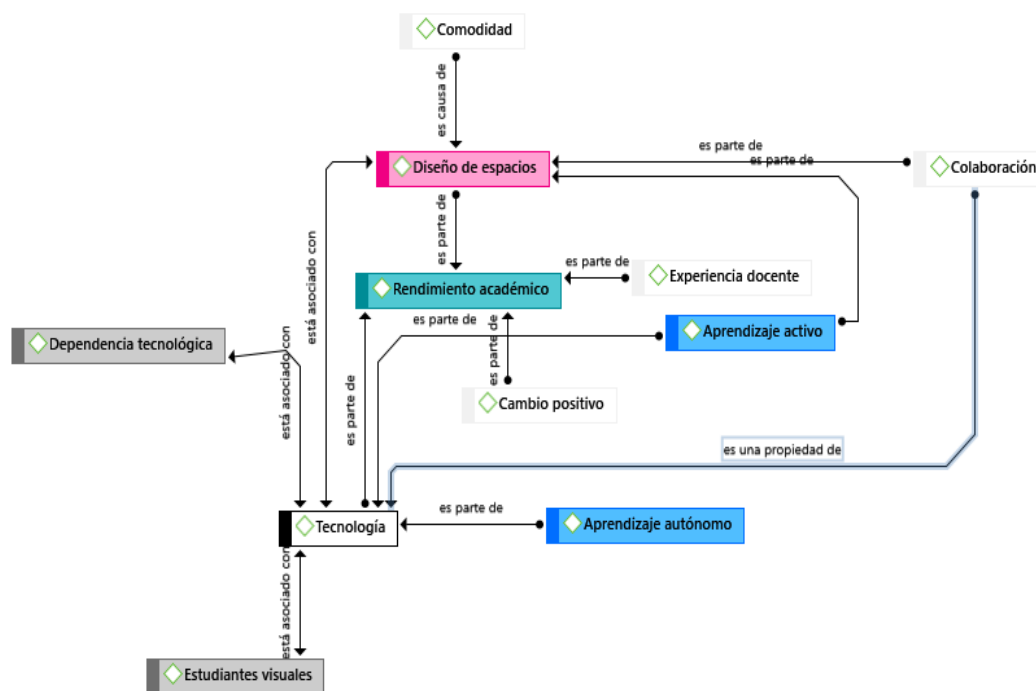 Comodidad
es causa de
es parte de
es parte de
Diseño de espacios
Colaboración
está asociado con
es parte de
es parte de
Experiencia docente
Rendimiento académico
es parte de
es parte de
Aprendizaje activo
Dependencia tecnológica
está asociado con
es parte de
Cambio positivo
es una propiedad de
es parte de
Tecnología
Aprendizaje autónomo
está asociado con
Estudiantes visuales